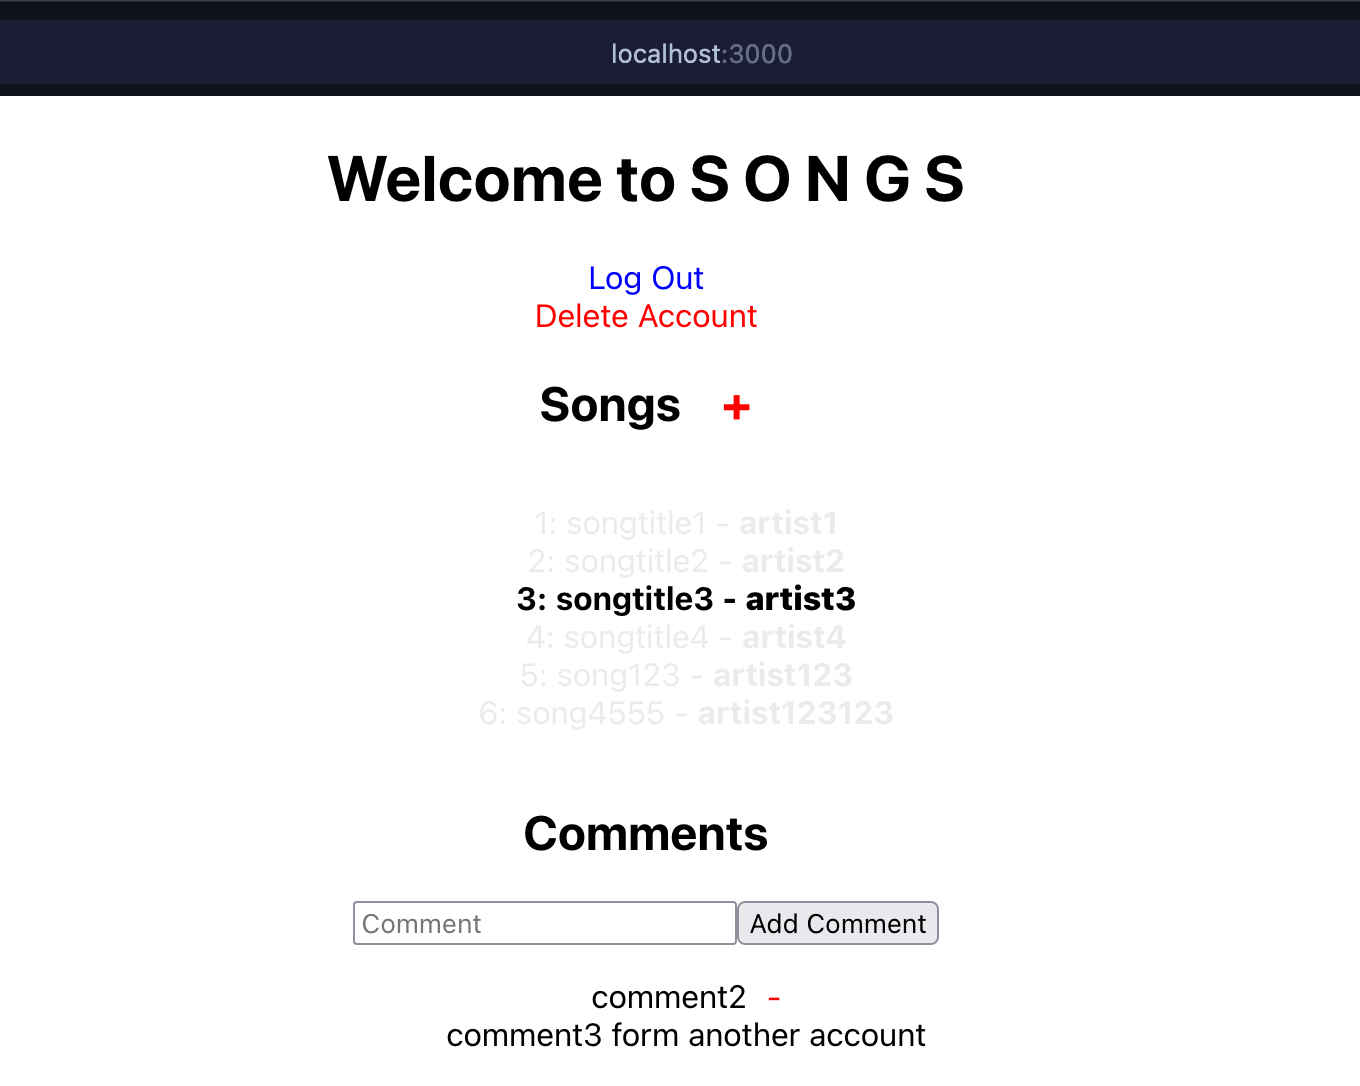 localhost:3000
Welcome to S O N G S
Log Out
Delete Account
Songs +
1: songtitle1 - artist1
2: songtitle2 - artist2
3: songtitle3 - artist3
4: songtitle4 - artist4
5: song123 - artist123
6: song4555 - artist123123
Comments
Comment Add Comment
comment2 -
comment3 form another account